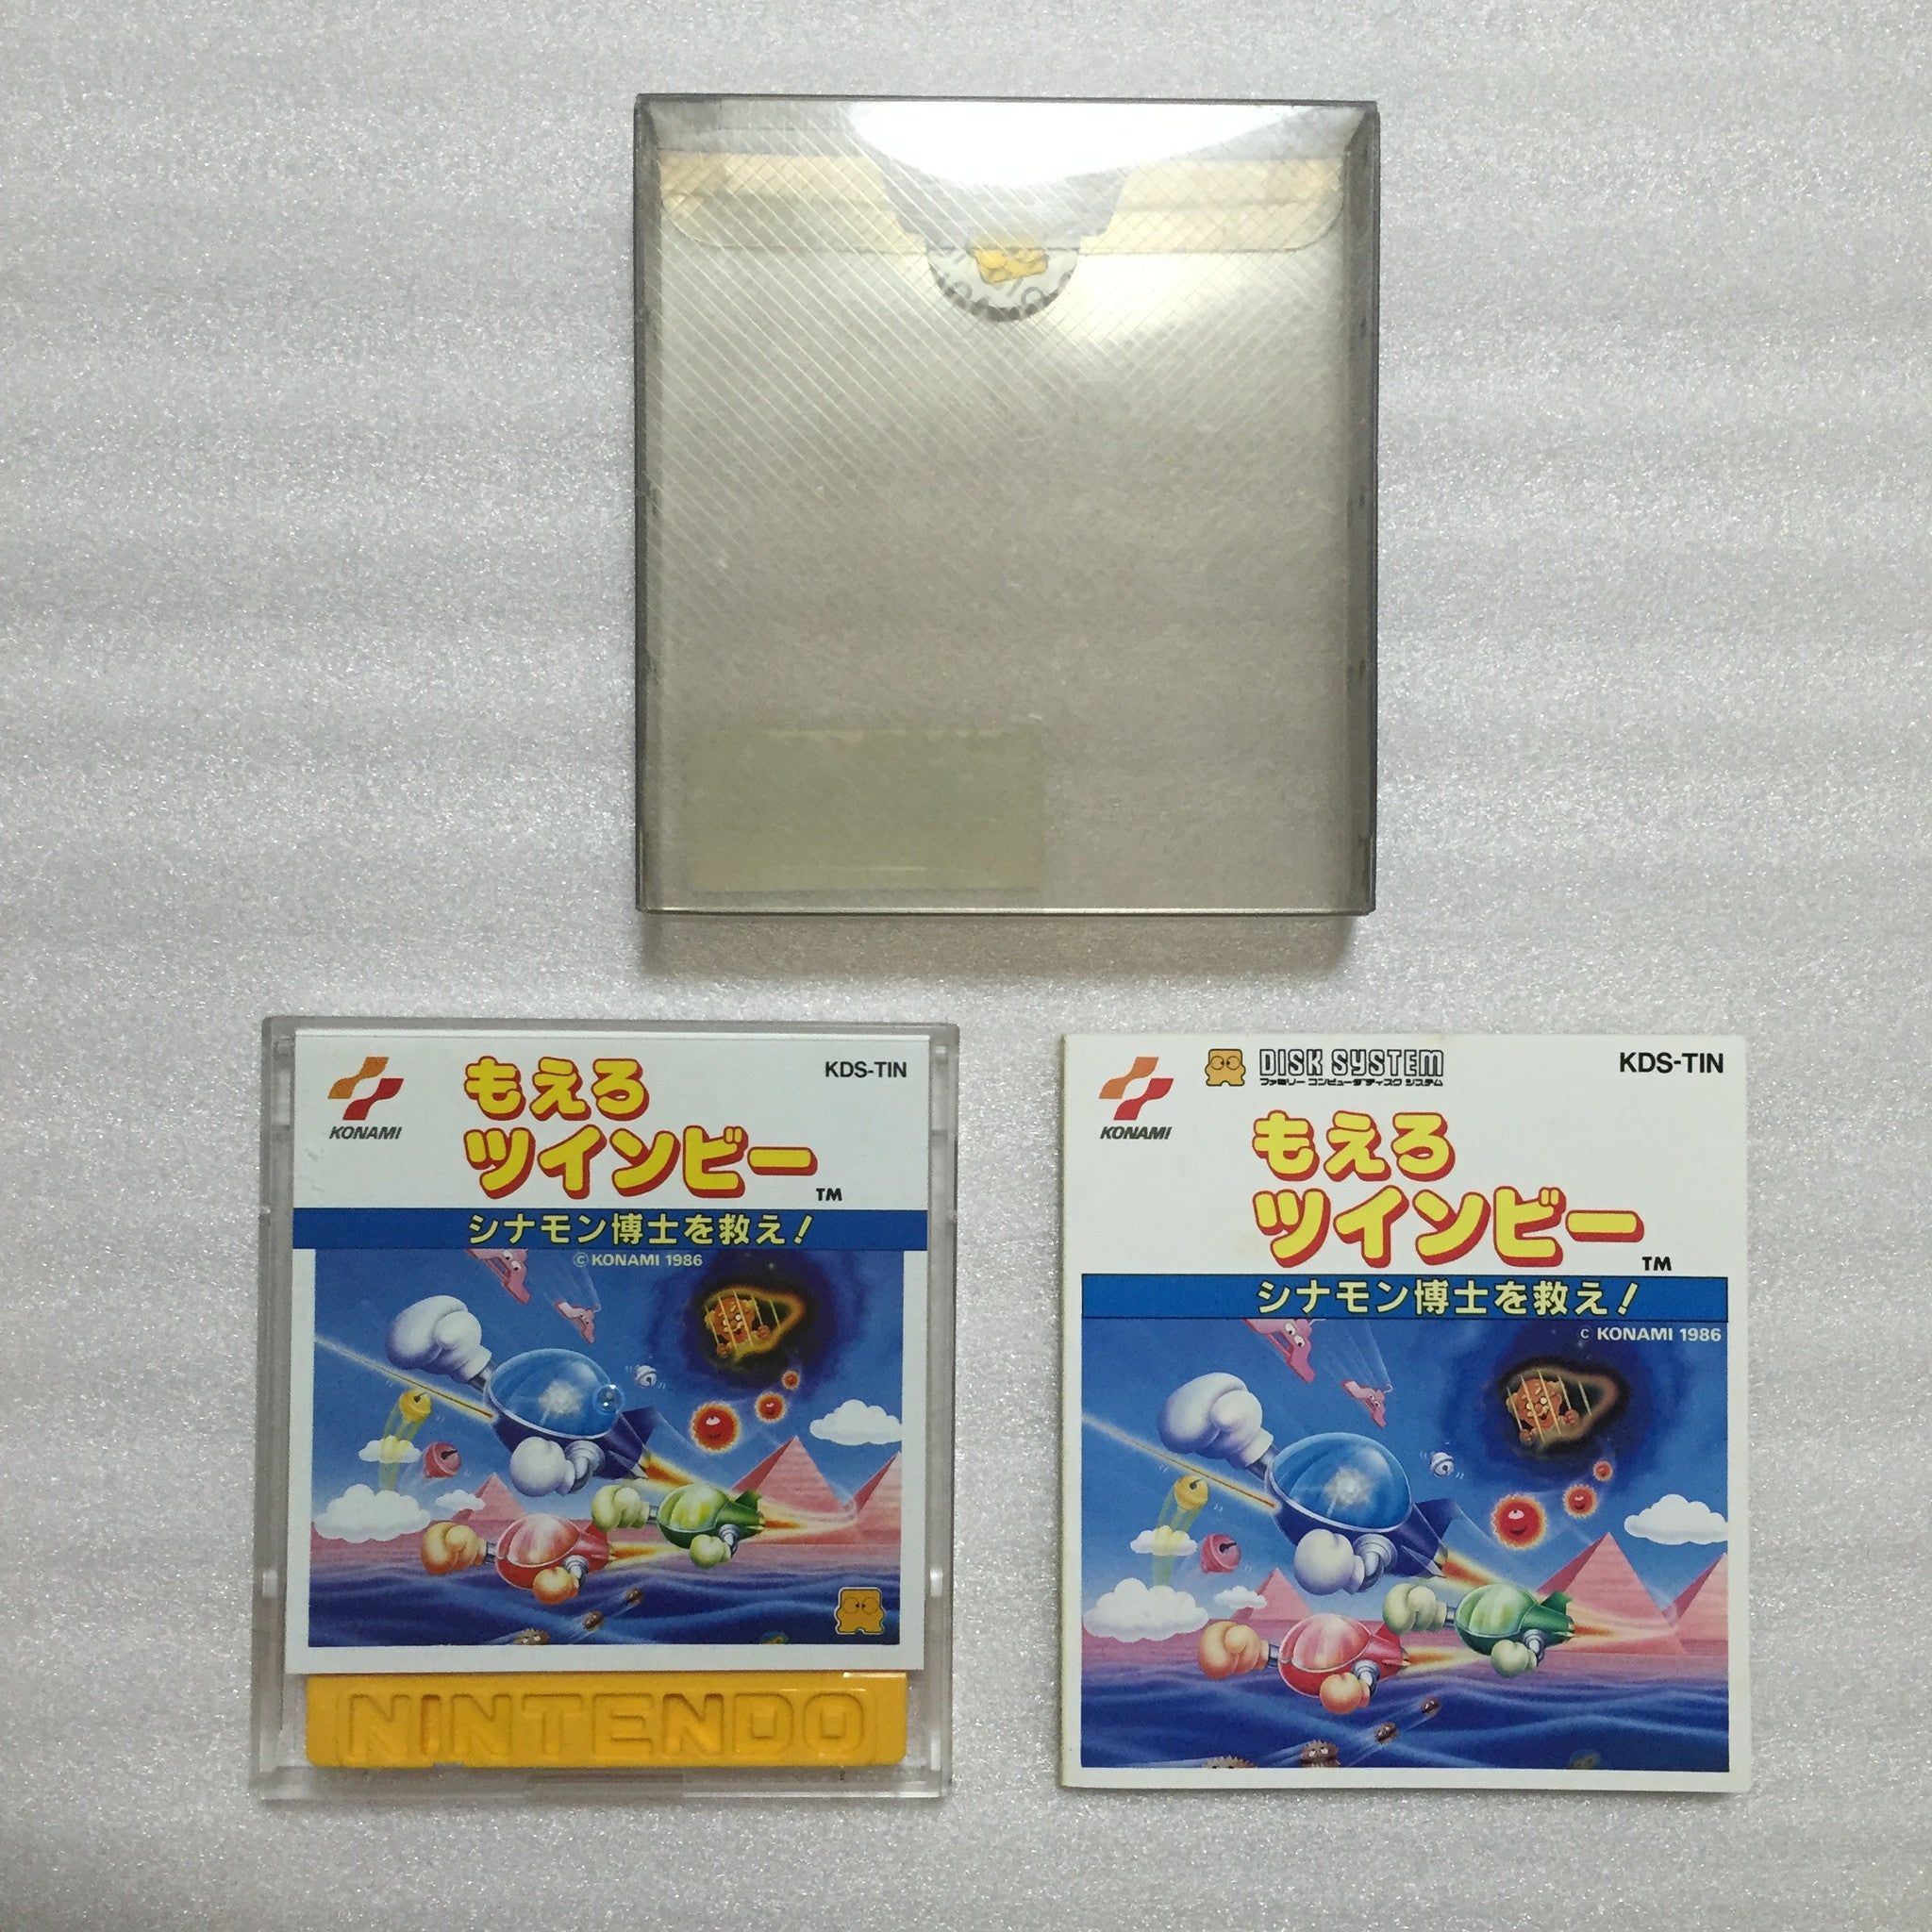 KONAMI
KDS-TIN
もえろ
ツインビー
TM
シナモン博士を救え!
© KONAMI 1986
NINTENDO
KONAMI
DISK SYSTEM
ファミリー コンピュータ ディスク システム
KDS-TIN
もえろ
ツインビー
TM
シナモン博士を救え!
© KONAMI 1986